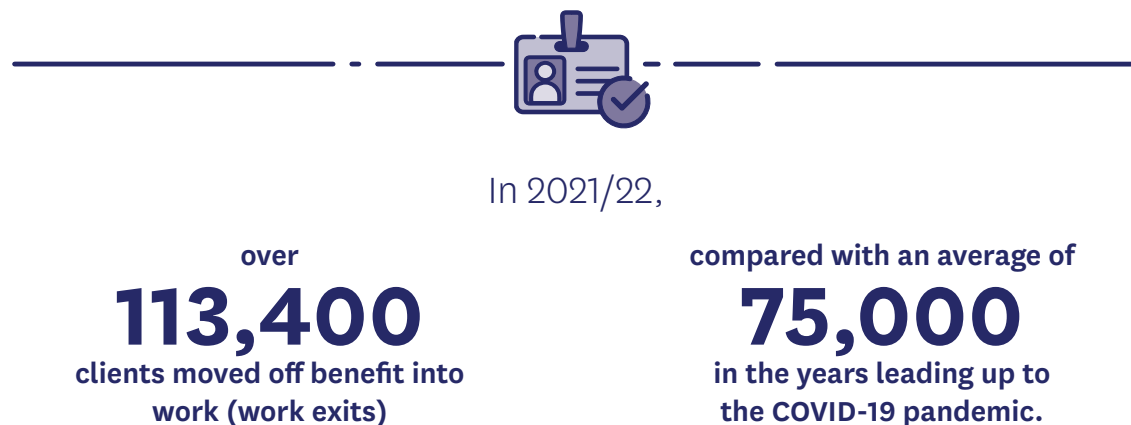 In 2021/22,
over
113,400
clients moved off benefit into
work (work exits)
compared with an average of
75,000
in the years leading up to
the COVID-19 pandemic.